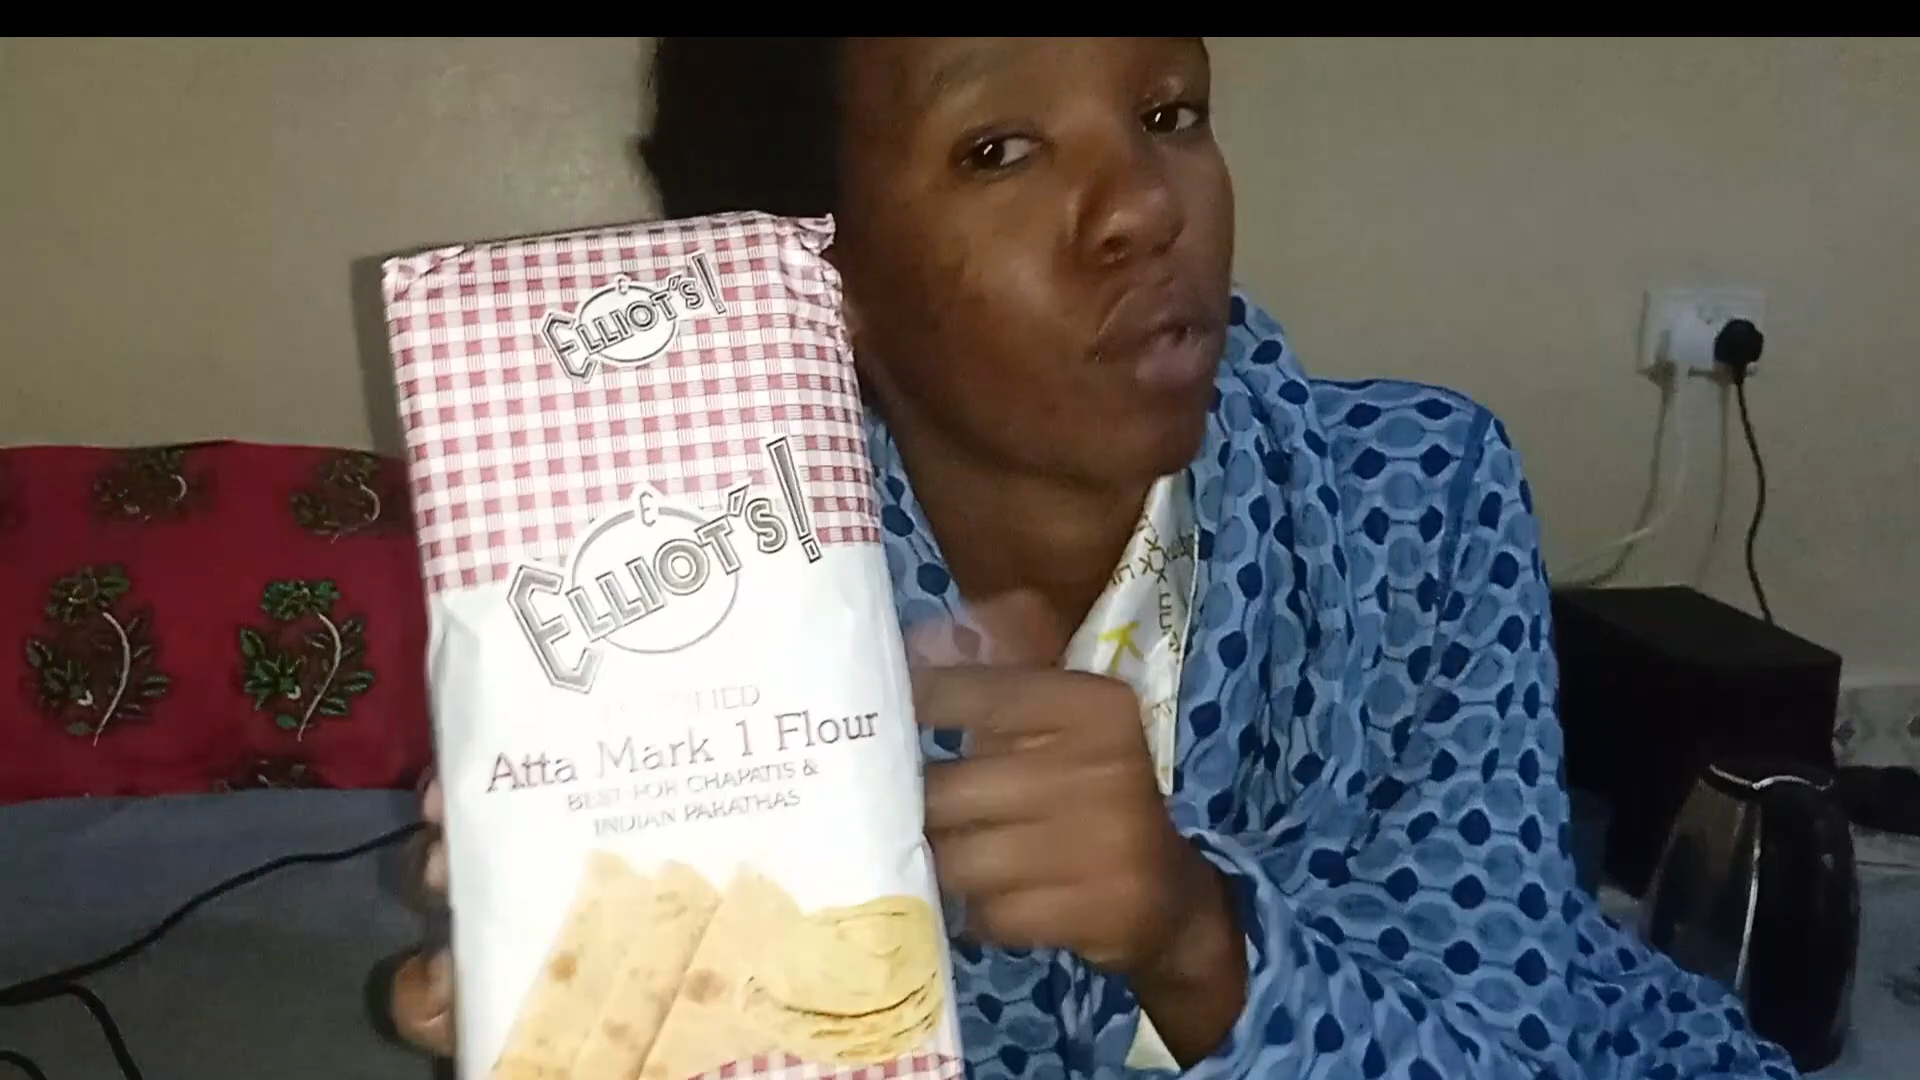 E
ELLIOT'S!
E
ELLIOT'S!
Atta Mark 1 Flour
BEST FOR CHAPATIS &
INDIAN PARATHAS